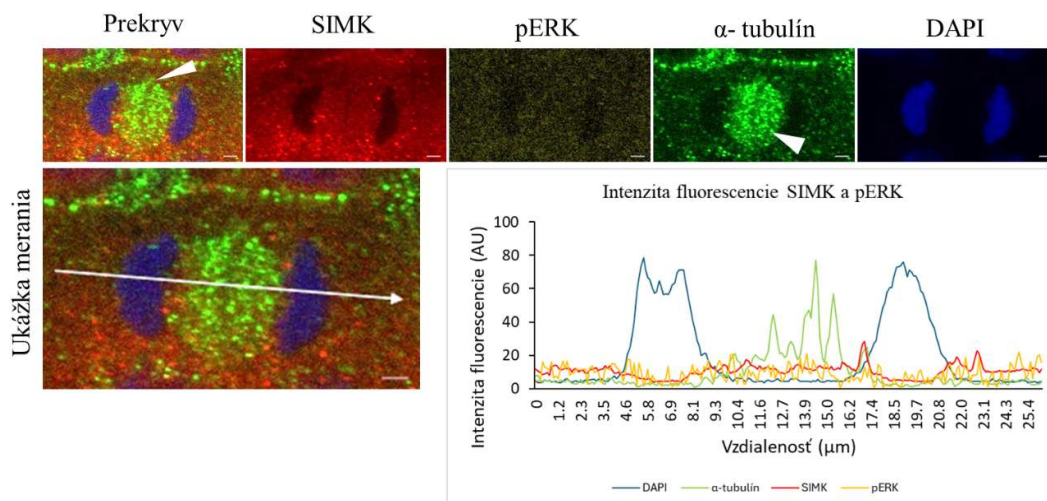 Prekryv SIMK pERK α- tubulín DAPI
Ukážka merania
Intenzita fluorescencie SIMK a pERK
Intenzita fluorescencie (AU)
100
80
60
40
20
0
0 1.2 2.3 3.5 4.6 5.8 6.9 8.1 9.3 10.4 11.6 12.7 13.9 15.0 16.2 17.4 18.5 19.7 20.8 22.0 23.1 24.3 25.4
Vzdialenosť (µm)
DAPI α-tubulín SIMK pERK